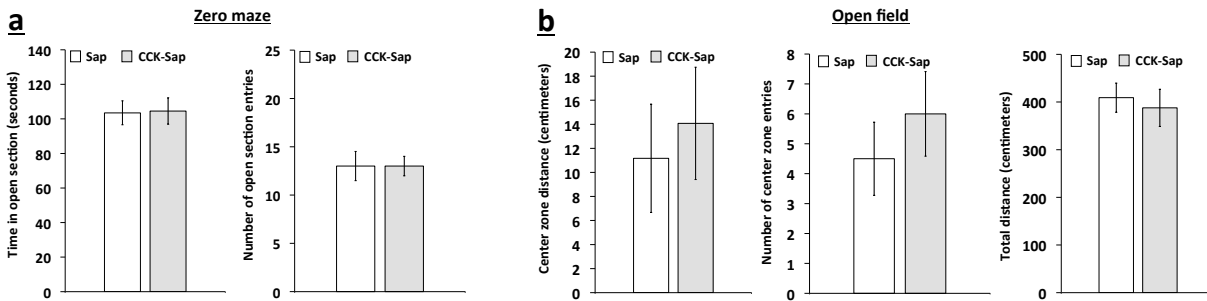 a
Zero maze
Time in open section (seconds)
140
120
100
80
60
40
20
0
Sap
CCK-Sap
Number of open section entries
25
20
15
10
5
0
Sap
CCK-Sap
b
Open field
Center zone distance (centimeters)
20
18
16
14
12
10
8
6
4
2
0
Sap
CCK-Sap
Number of center zone entries
8
7
6
5
4
3
2
1
0
Sap
CCK-Sap
Total distance (centimeters)
500
400
300
200
100
0
Sap
CCK-Sap